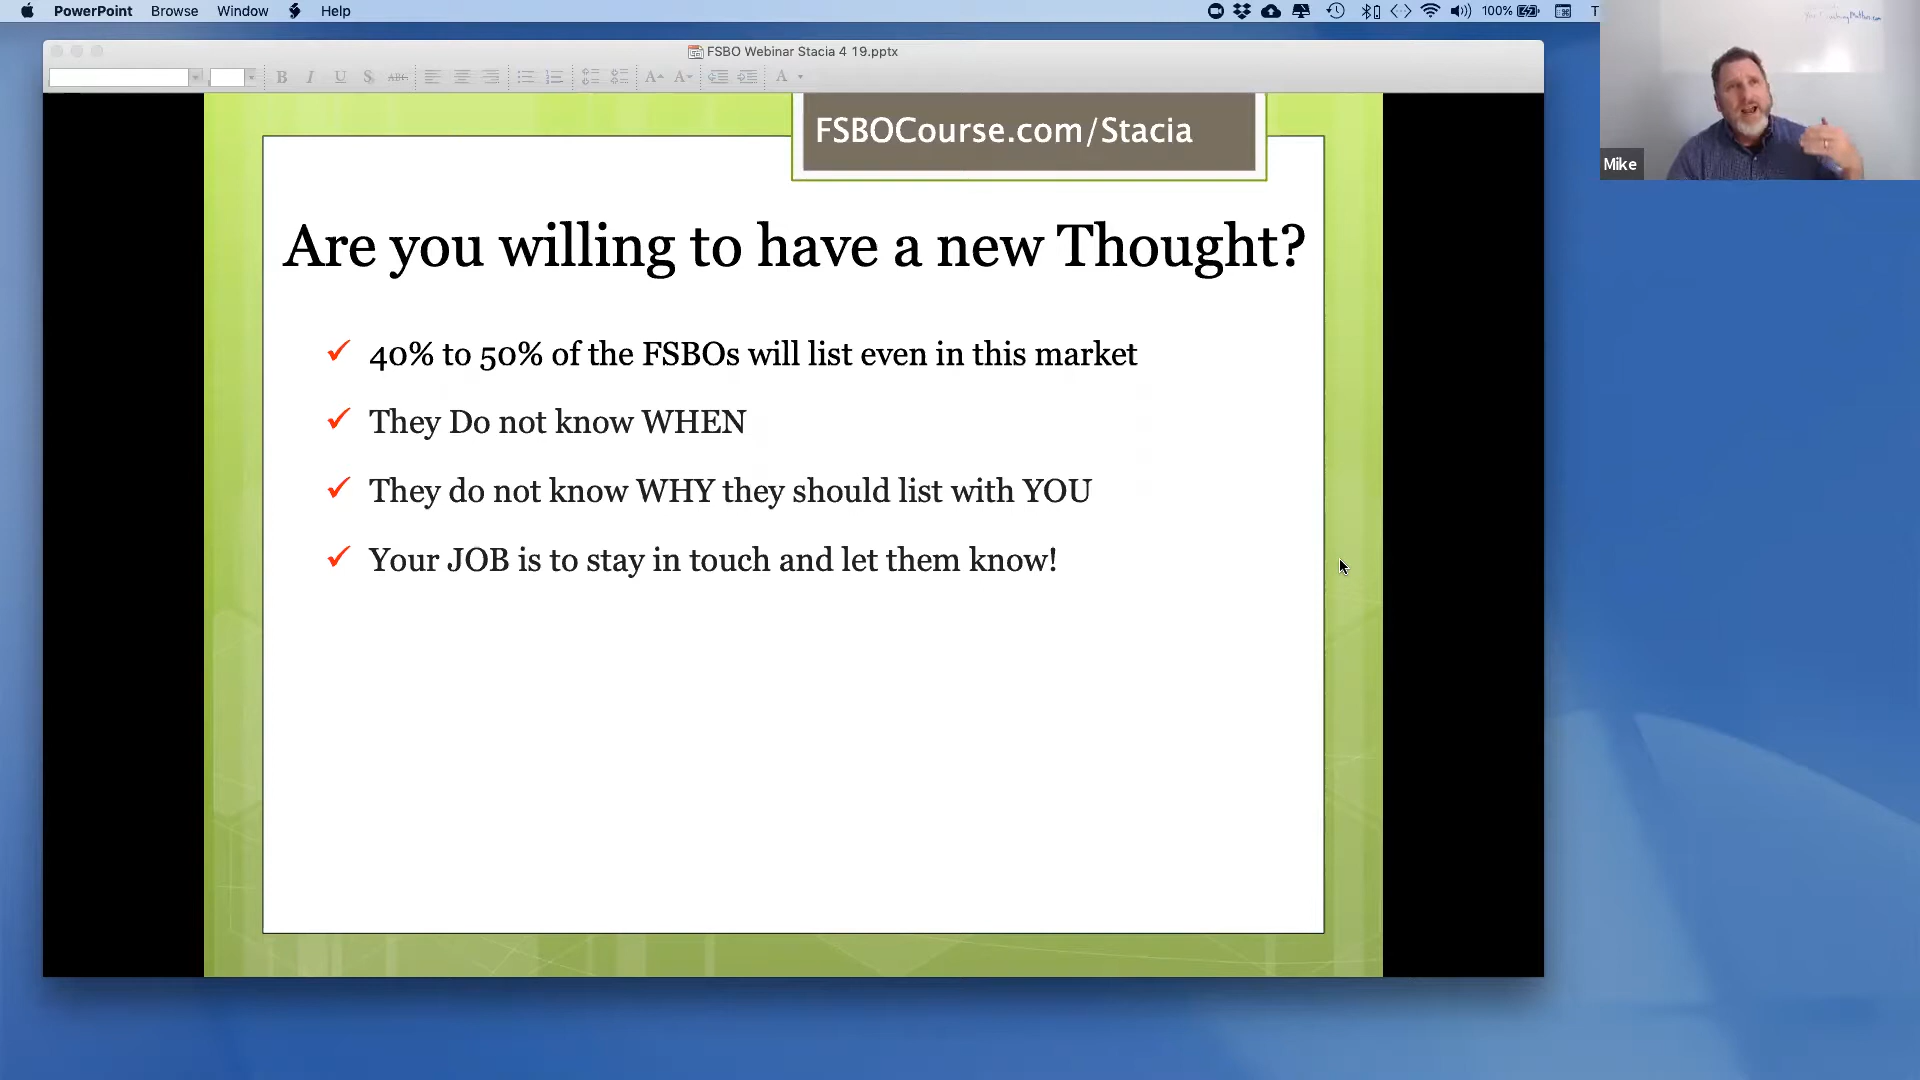 PowerPoint Browse Window Help 100% T
FSBO Webinar Stacia 4 19.pptx
B I U S ABC A A A
FSBOCourse.com/Stacia
Mike
Are you willing to have a new Thought?
40% to 50% of the FSBOs will list even in this market
They Do not know WHEN
They do not know WHY they should list with YOU
Your JOB is to stay in touch and let them know!